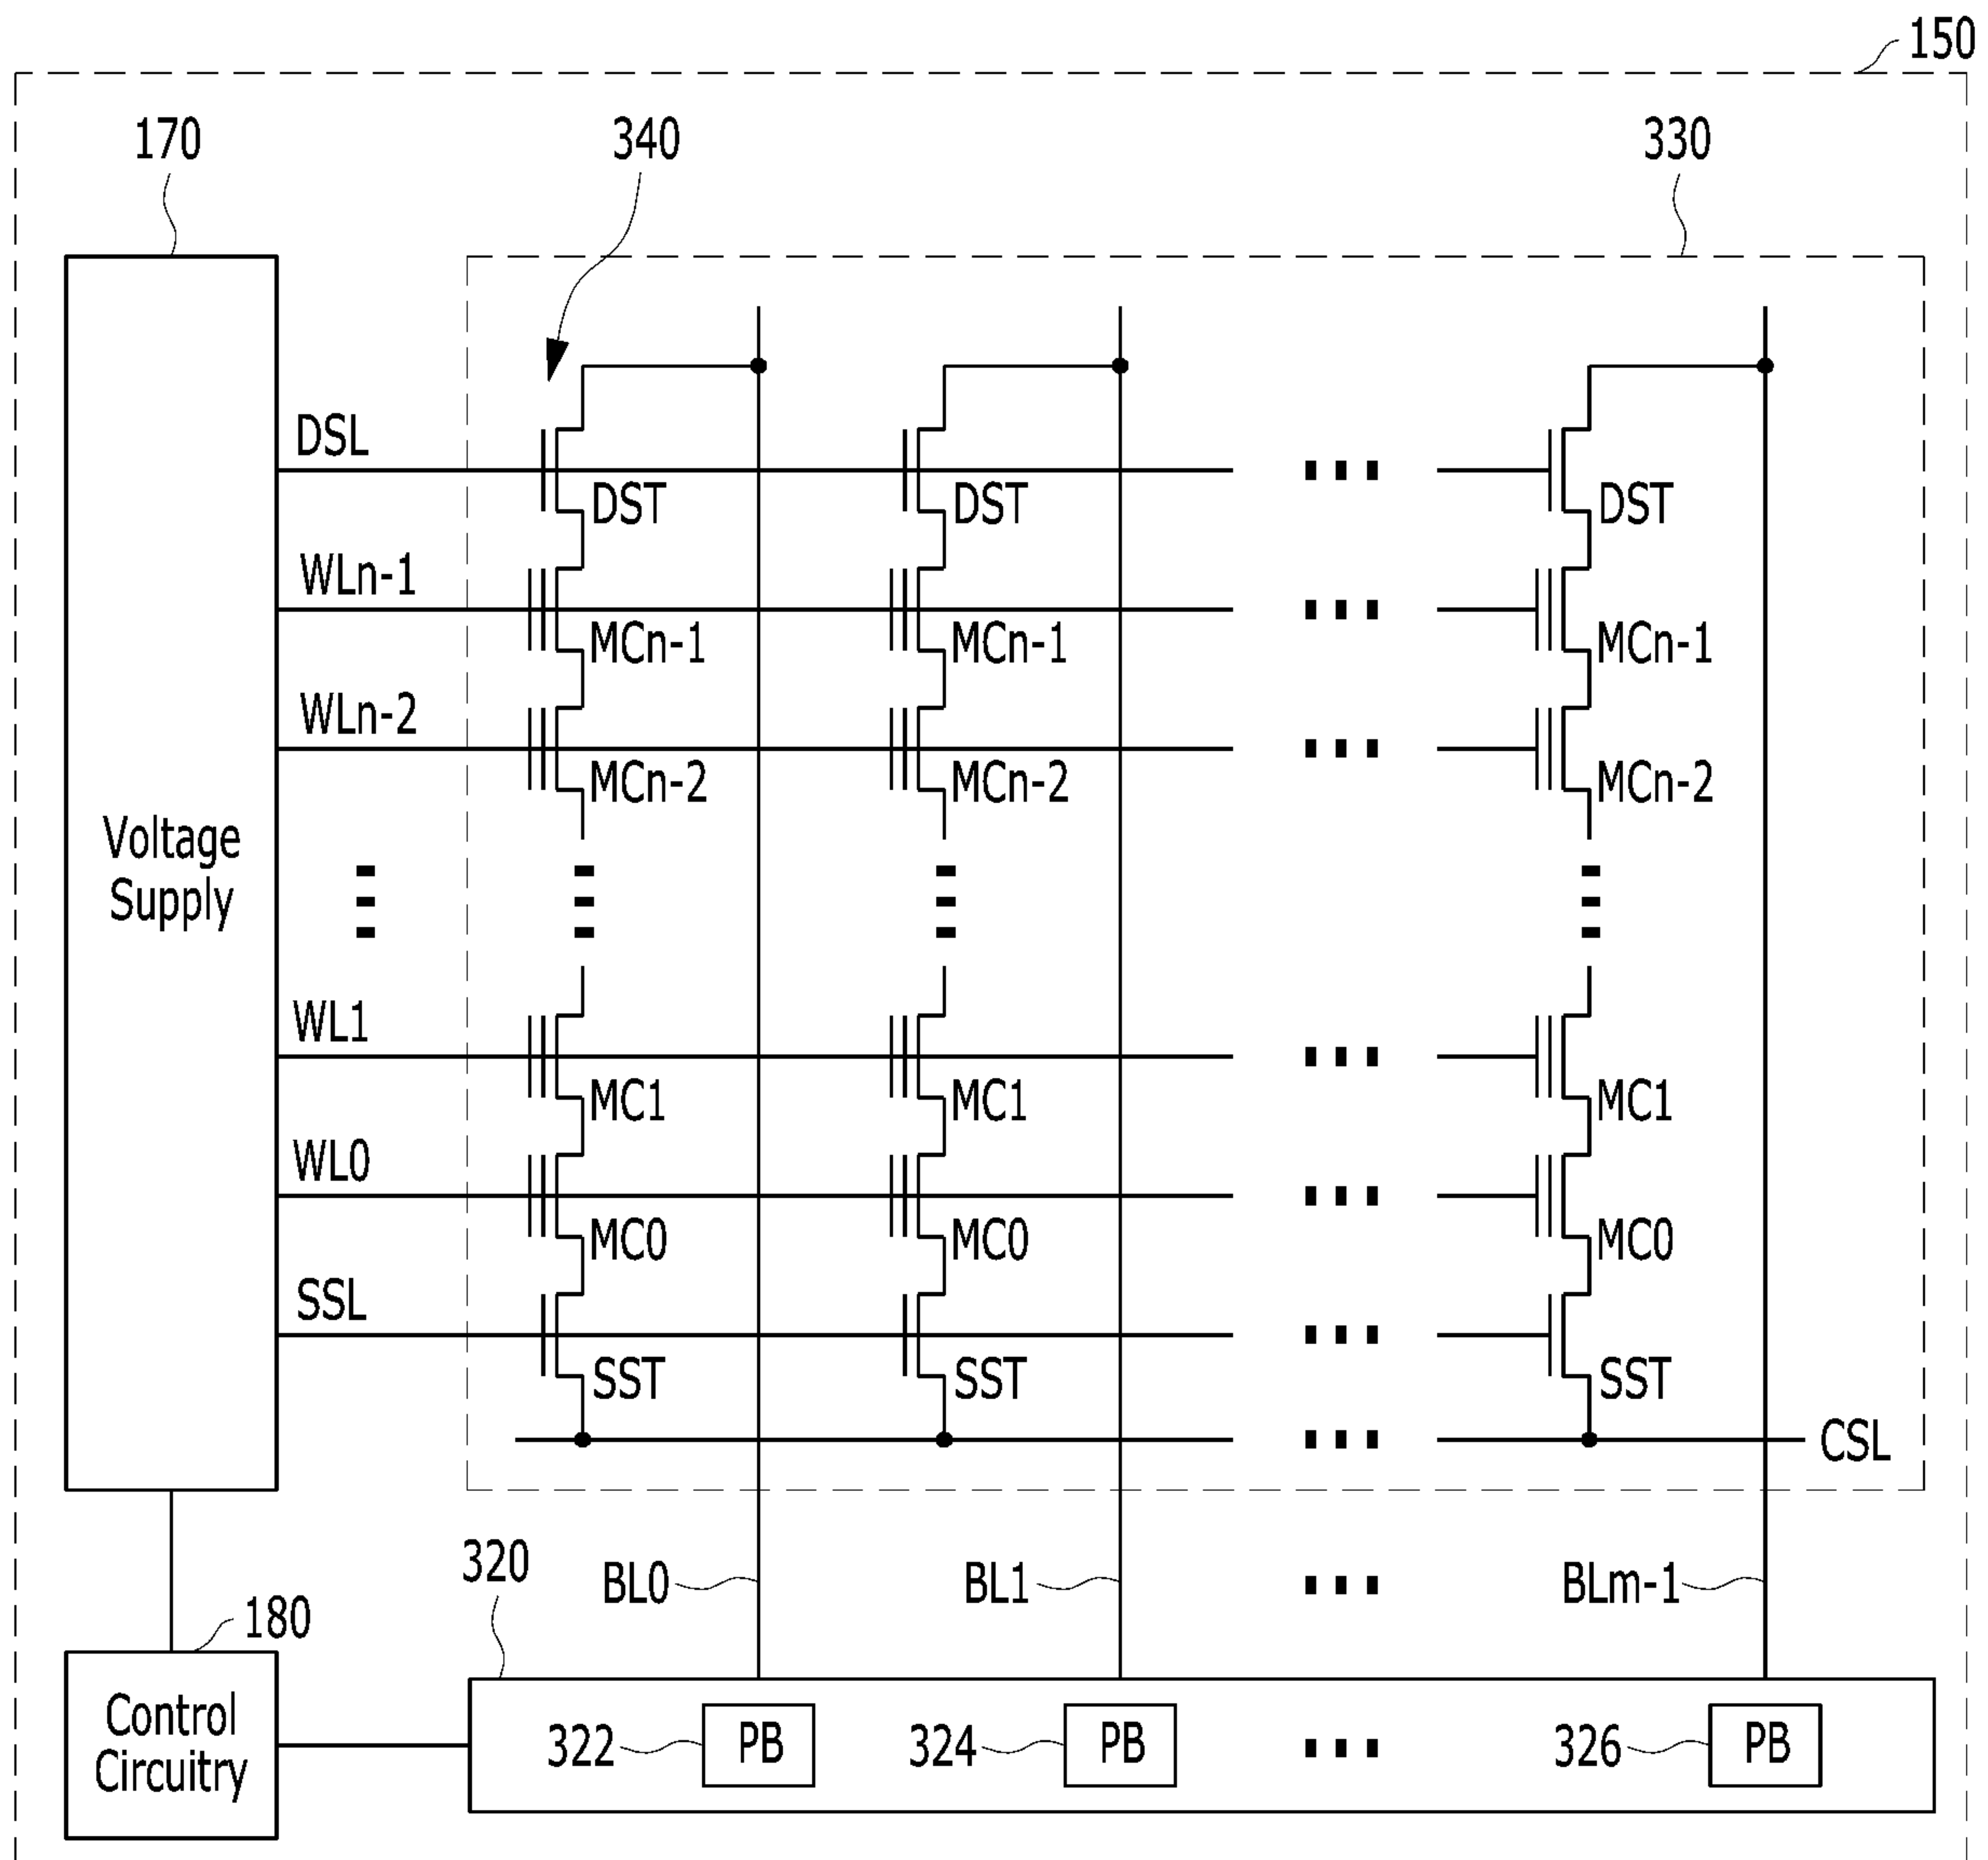 150
170
340
330
DSL
DST
DST
DST
WLn-1
MCn-1
MCn-1
MCn-1
WLn-2
MCn-2
MCn-2
MCn-2
Voltage
Supply
WL1
MC1
MC1
MC1
WL0
MC0
MC0
MC0
SSL
SST
SST
SST
CSL
320
BL0
BL1
BLm-1
180
Control
Circuitry
322
PB
324
PB
326
PB